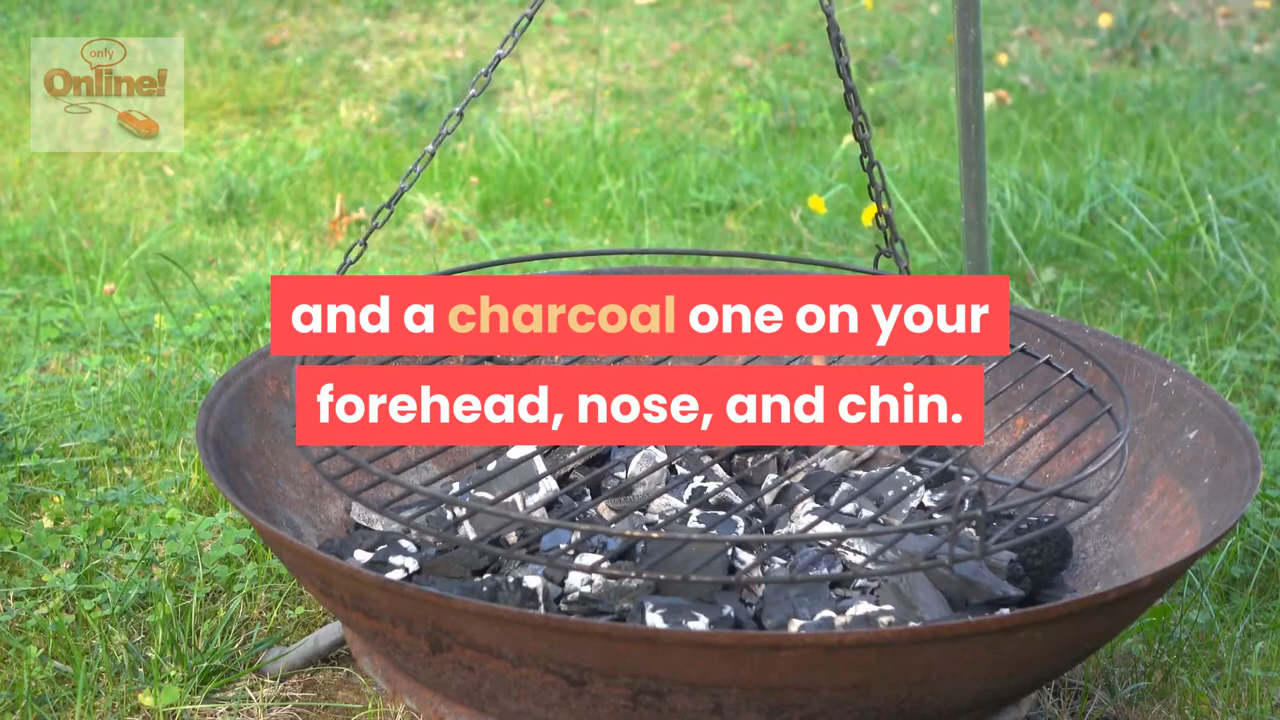 only
Online!
and a charcoal one on your
forehead, nose, and chin.